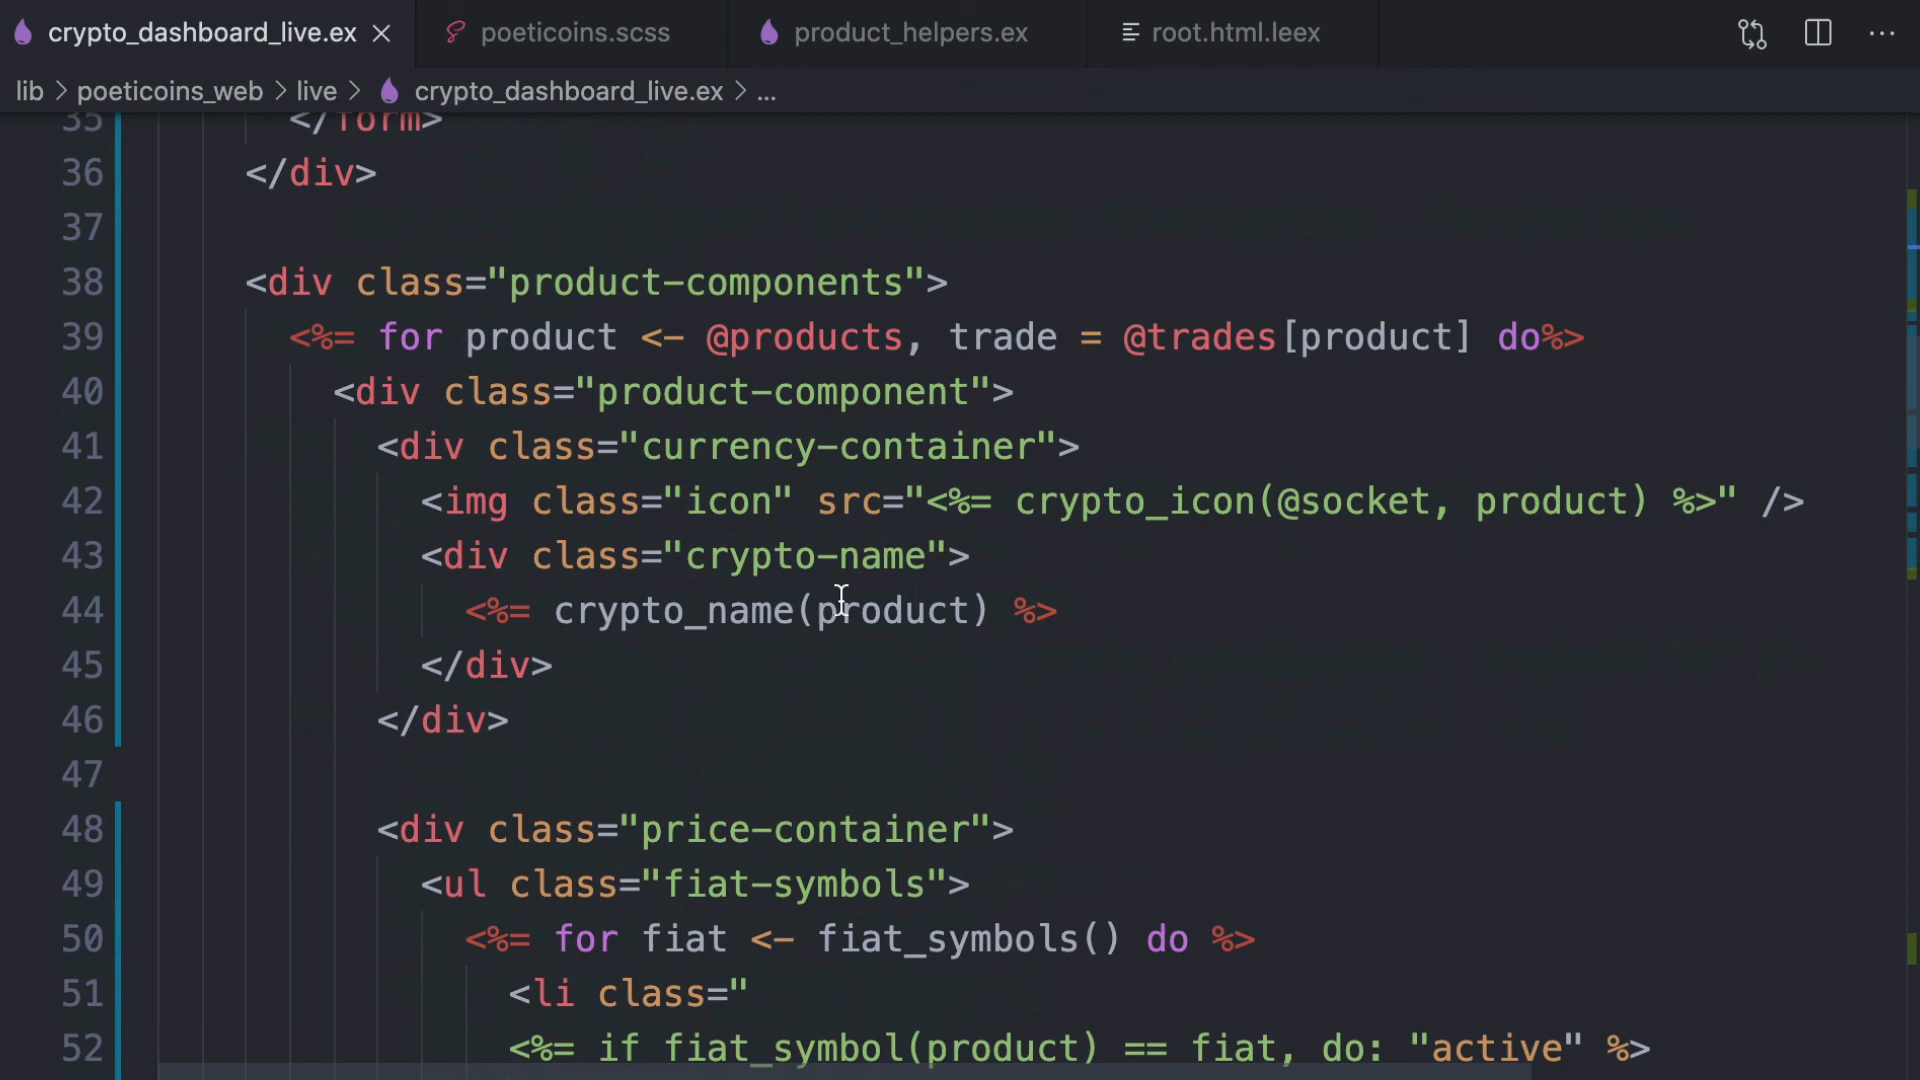 crypto_dashboard_live.ex poeticoins.scss product_helpers.ex root.html.leex
lib > poeticoins_web > live > crypto_dashboard_live.ex > ...
35 </form>
36 </div>
37
38 <div class="product-components">
39 <%= for product <- @products, trade = @trades[product] do%>
40 <div class="product-component">
41 <div class="currency-container">
42 <img class="icon" src="<%= crypto_icon(@socket, product) %>" />
43 <div class="crypto-name">
44 <%= crypto_name(product) %>
45 </div>
46 </div>
47
48 <div class="price-container">
49 <ul class="fiat-symbols">
50 <%= for fiat <- fiat_symbols() do %>
51 <li class="
52 <%= if fiat_symbol(product) == fiat, do: "active" %>